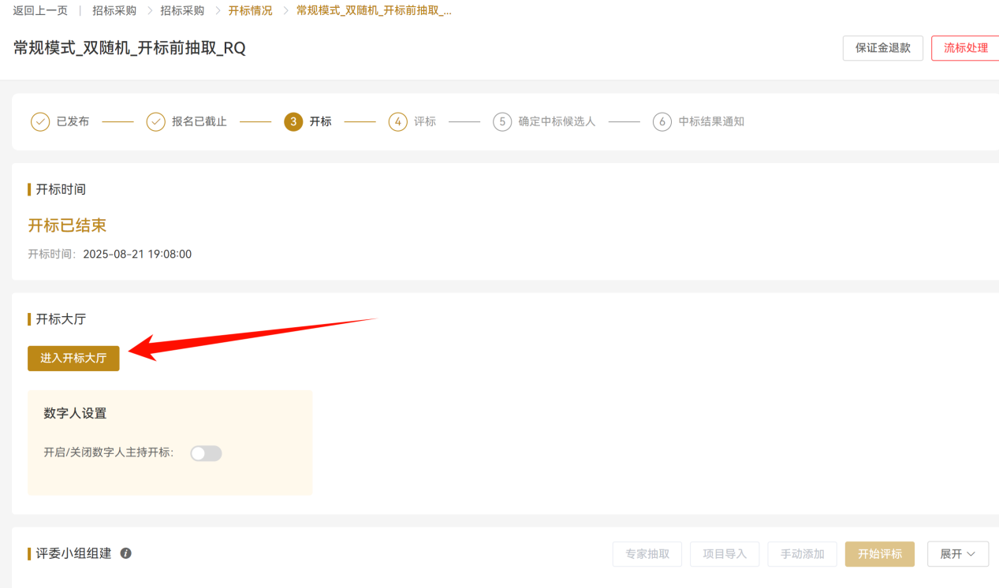 返回上一页 | 招标采购 > 招标采购 > 开标情况 > 常规模式_双随机_开标前抽取_...
常规模式_双随机_开标前抽取_RQ
保证金退款 流标处理
已发布 报名已截止 3 开标 4 评标 5 确定中标候选人 6 中标结果通知
开标时间
开标已结束
开标时间: 2025-08-21 19:08:00
开标大厅
进入开标大厅
数字人设置
开启/关闭数字人主持开标:
评委小组组建 专家抽取 项目导入 手动添加 开始评标 展开